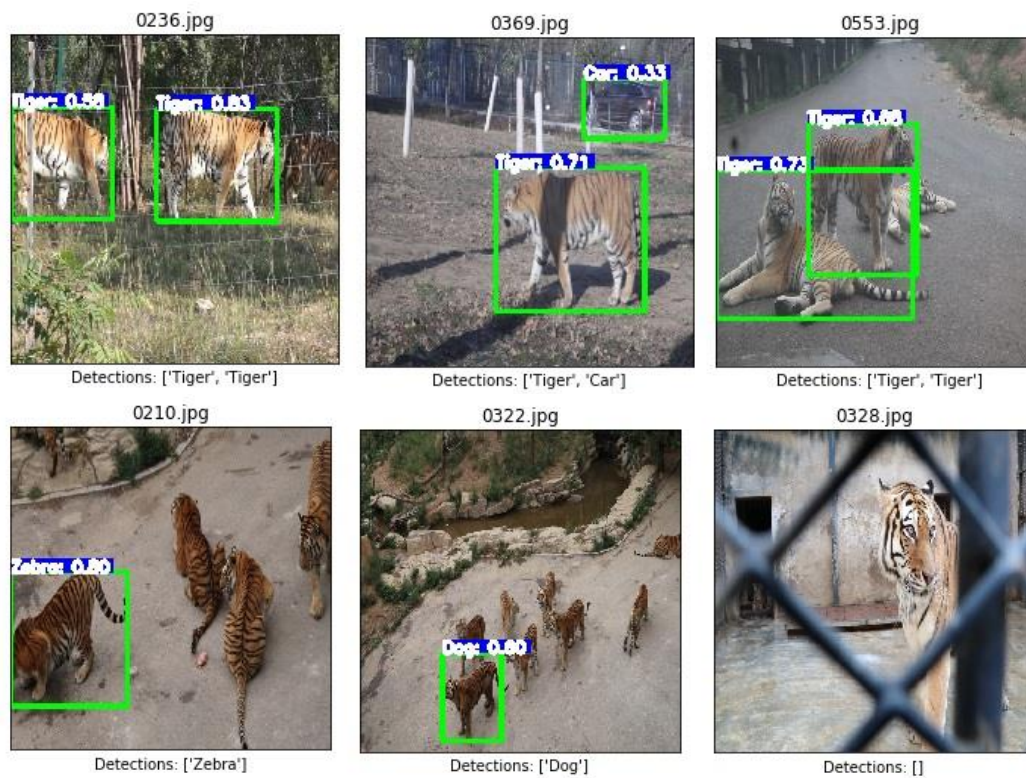 0236.jpg
Tiger: 0.58
Tiger: 0.83
Detections: ['Tiger', 'Tiger']
0369.jpg
Car: 0.33
Tiger: 0.71
Detections: ['Tiger', 'Car']
0553.jpg
Tiger: 0.68
Tiger: 0.73
Detections: ['Tiger', 'Tiger']
0210.jpg
Zebra: 0.80
Detections: ['Zebra']
0322.jpg
Dog: 0.80
Detections: ['Dog']
0328.jpg
Detections: []